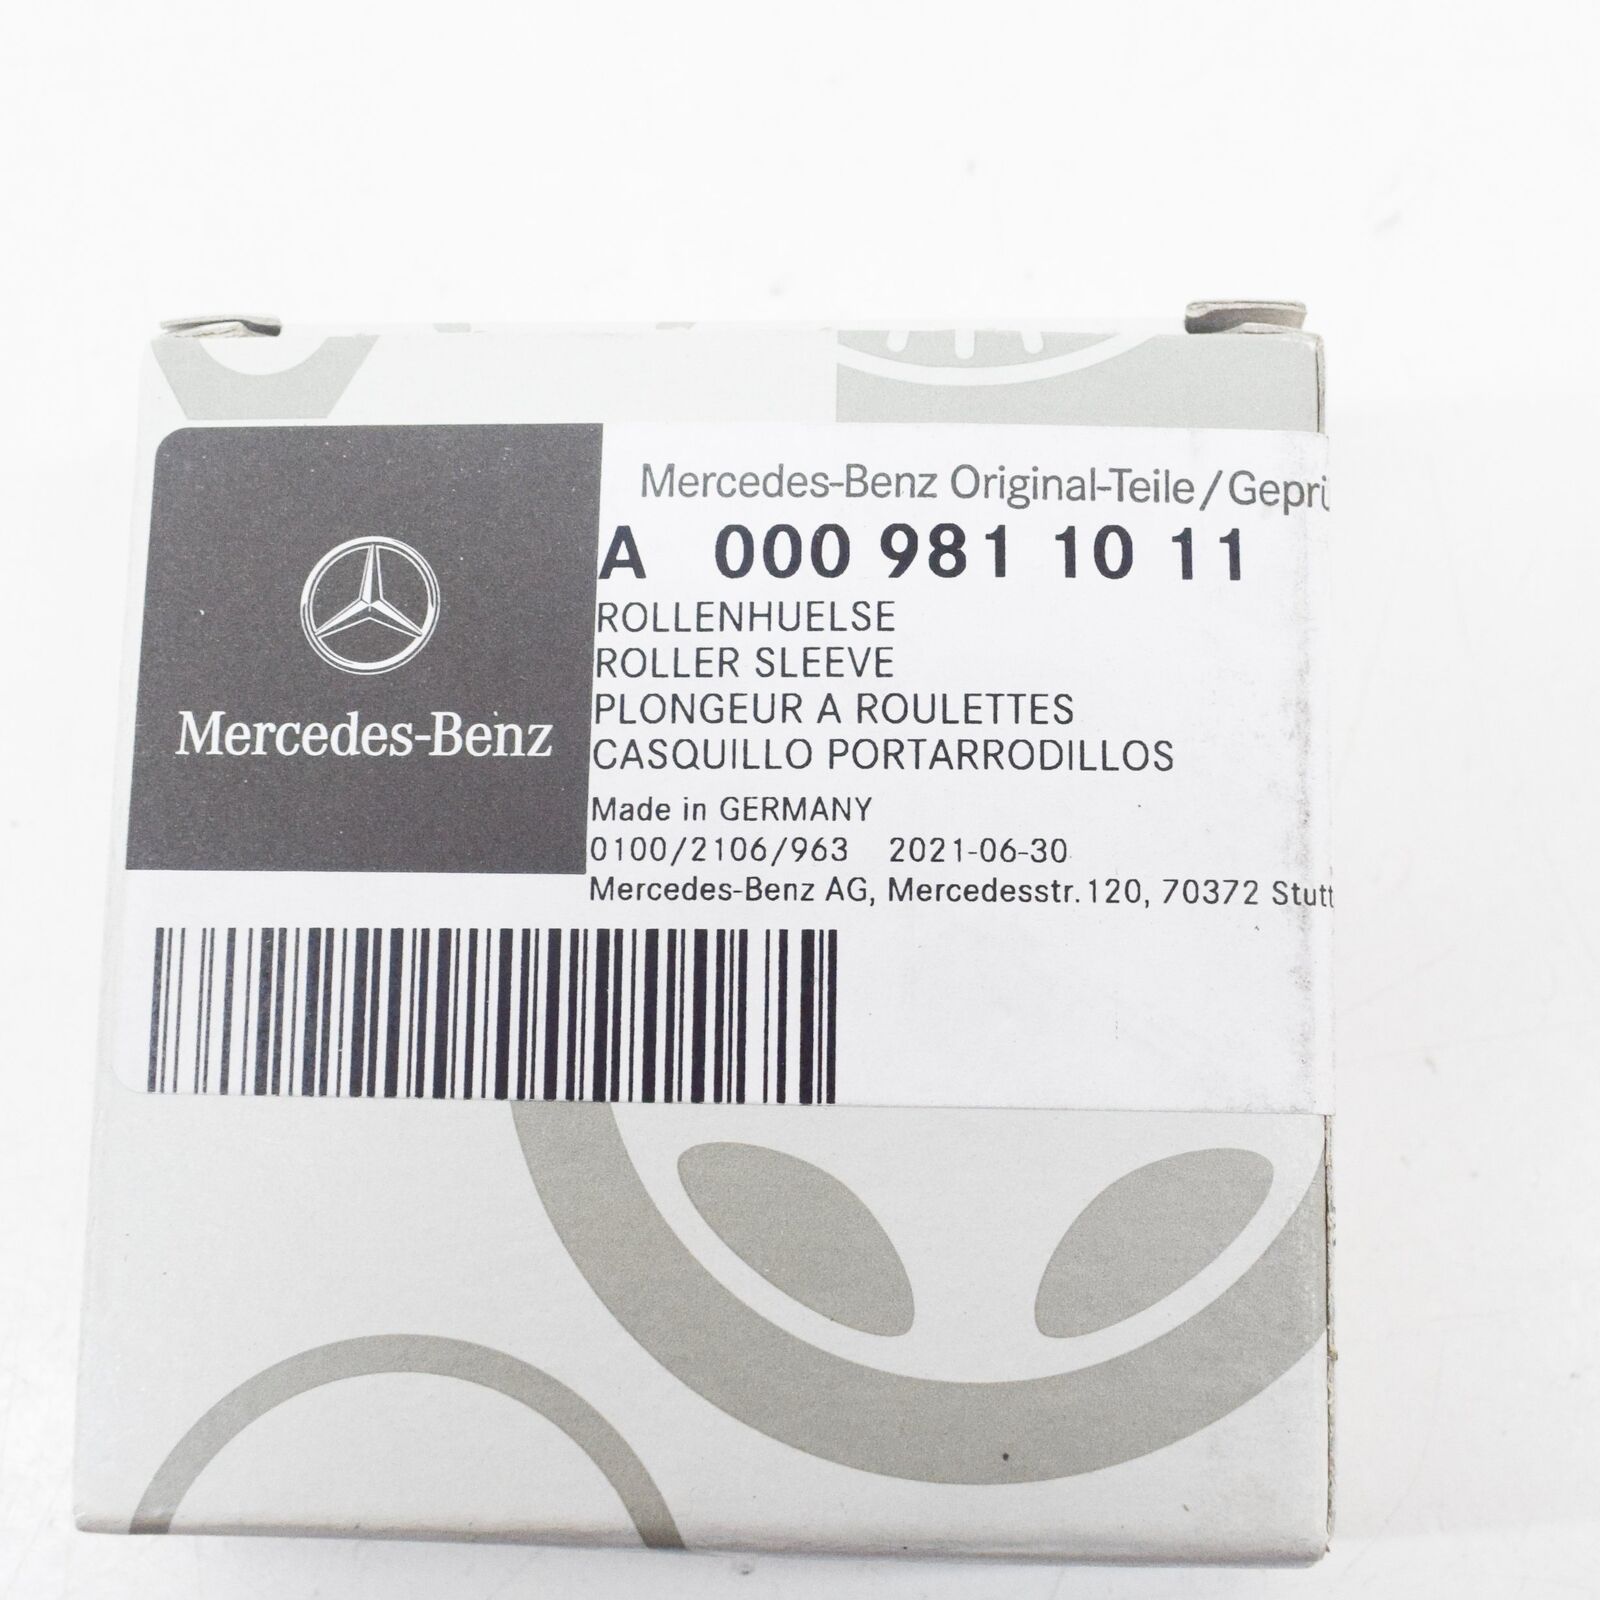 Mercedes-Benz Original-Teile/Geprü
A 000 981 10 11
ROLLENHUELSE
ROLLER SLEEVE
PLONGEUR A ROULETTES
CASQUILLO PORTARRODILLOS
Made in GERMANY
0100/2106/963 2021-06-30
Mercedes-Benz AG, Mercedesstr.120, 70372 Stutt
Mercedes-Benz